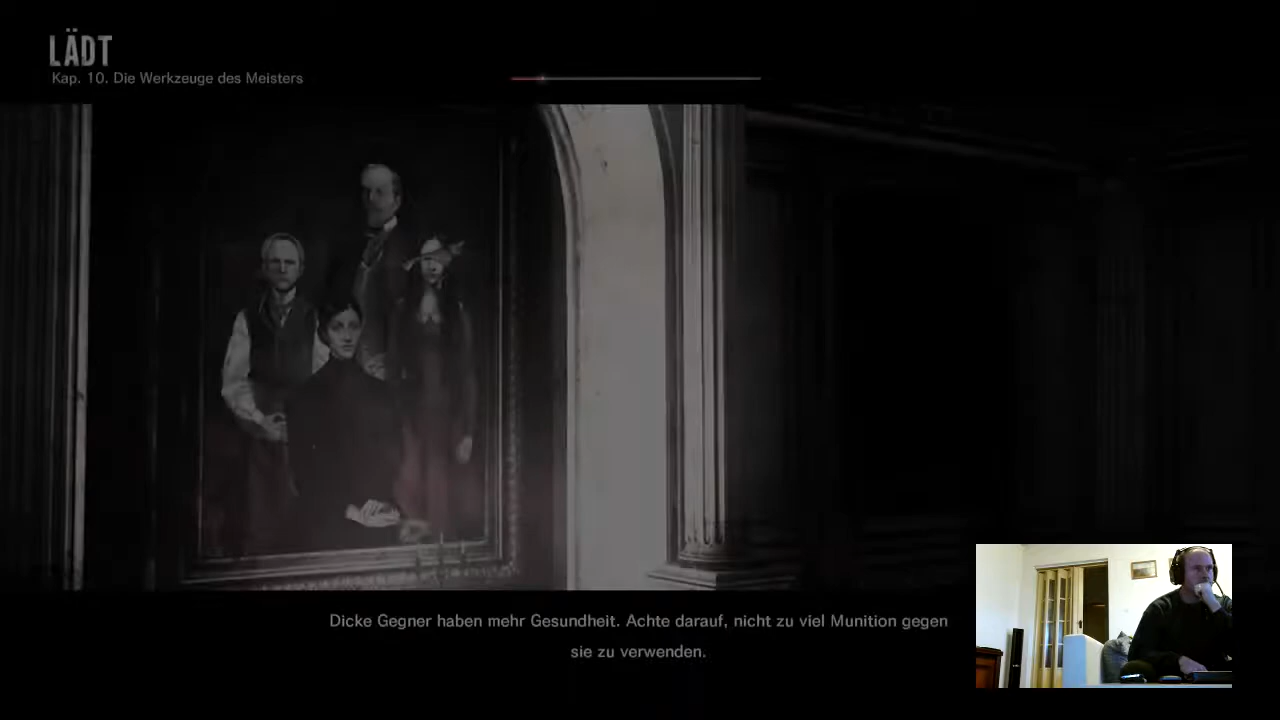 LÄDT
Kap. 10. Die Werkzeuge des Meisters
Dicke Gegner haben mehr Gesundheit. Achte darauf, nicht zu viel Munition gegen
sie zu verwenden.